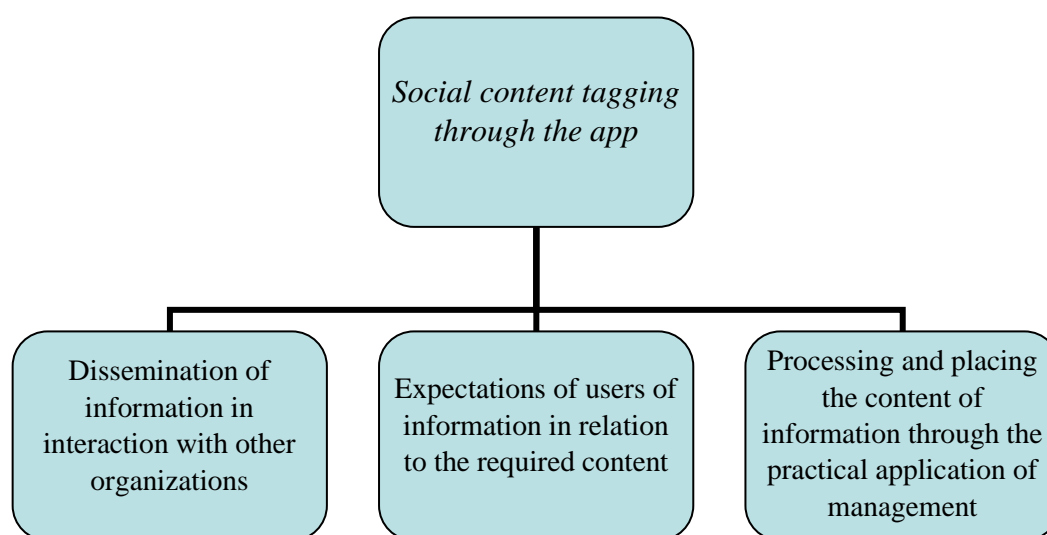 Social content tagging
through the app
Dissemination of
information in
interaction with other
organizations
Expectations of users of
information in relation
to the required content
Processing and placing
the content of
information through the
practical application of
management